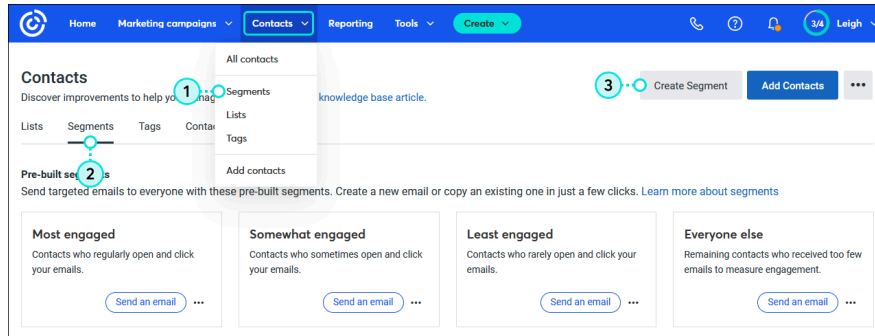 Home Marketing campaigns Contacts Reporting Tools Create 3/4 Leigh
All contacts
Segments
Lists
Tags
Add contacts
Contacts
Discover improvements to help yo nag knowledge base article.
1
3
Create Segment Add Contacts •••
Lists Segments Tags Conta
2
Pre-built seg s
Send targeted emails to everyone with these pre-built segments. Create a new email or copy an existing one in just a few clicks. Learn more about segments
Most engaged
Contacts who regularly open and click
your emails.
Send an email •••
Somewhat engaged
Contacts who sometimes open and click
your emails.
Send an email •••
Least engaged
Contacts who rarely open and click your
emails.
Send an email •••
Everyone else
Remaining contacts who received too few
emails to measure engagement.
Send an email •••